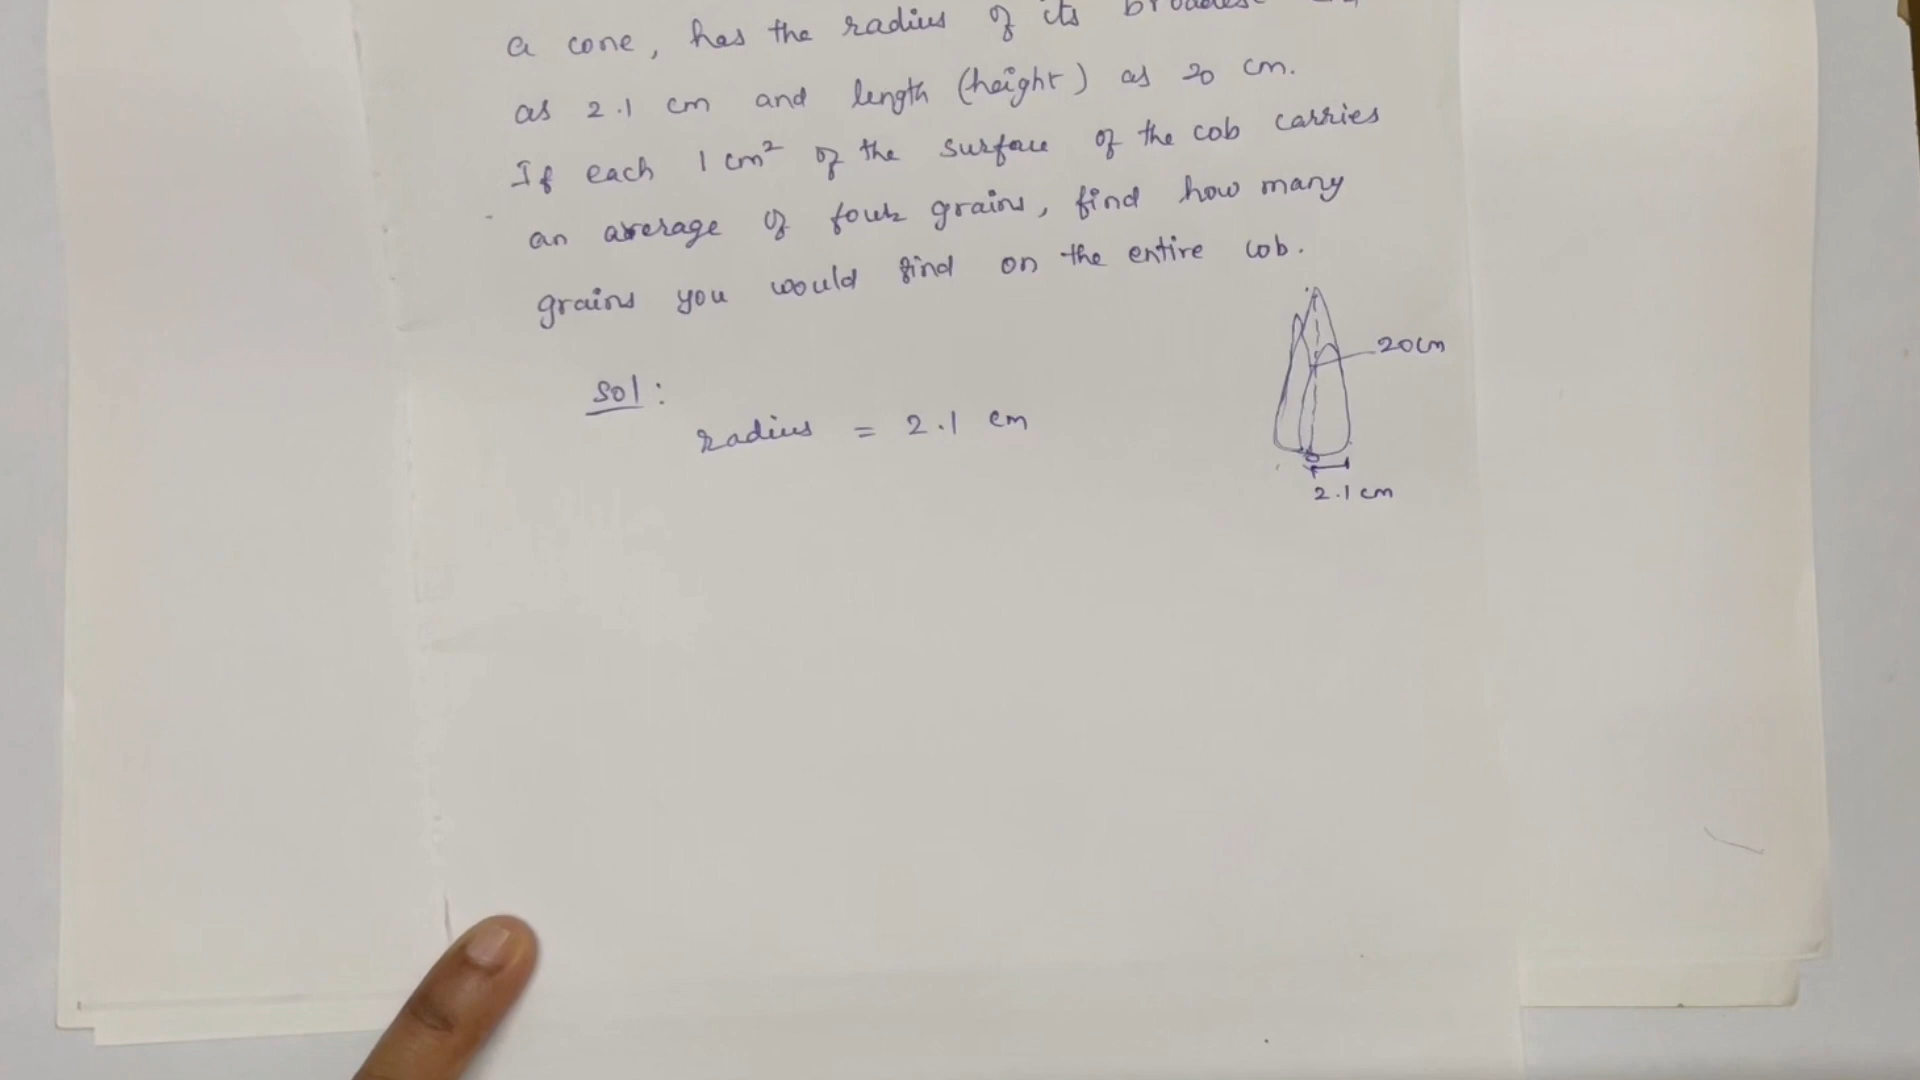 a cone, has the radius of its
as 2.1 cm and length (height) as 20 cm.
If each 1 cm² of the surface of the cob carries
an average of four grains, find how many
grains you would find on the entire cob.
20cm
Sol:
radius = 2.1 cm
2.1 cm